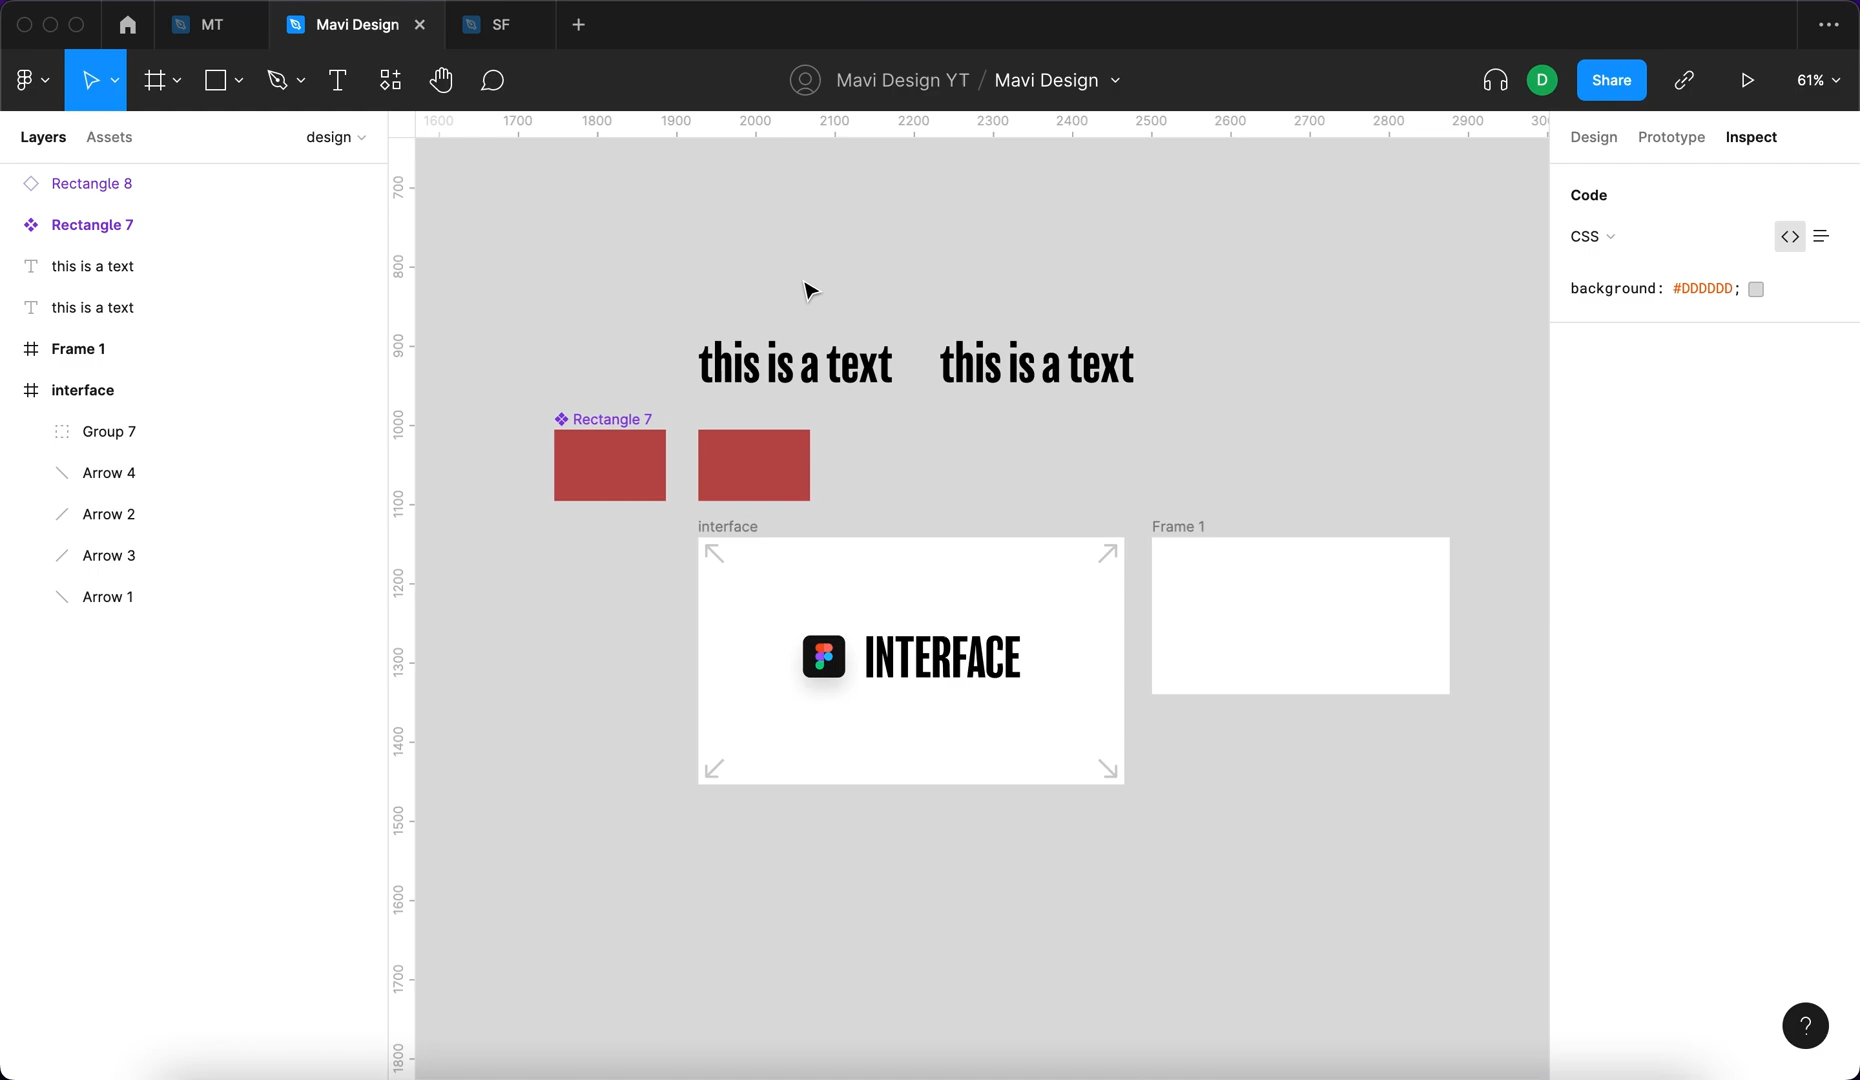 MT
Mavi Design
SF
Mavi Design YT / Mavi Design
D
Share
61%
Layers
Assets
design
1600 1700 1800 1900 2000 2100 2200 2300 2400 2500 2600 2700 2800 2900
Design
Prototype
Inspect
Rectangle 8
Rectangle 7
this is a text
this is a text
Frame 1
interface
Group 7
Arrow 4
Arrow 2
Arrow 3
Arrow 1
700
800
900
1000
1100
1200
1300
1400
1500
1600
1700
1800
this is a text
this is a text
Rectangle 7
interface
Frame 1
INTERFACE
Code
CSS
background: #DDDDDD;
?